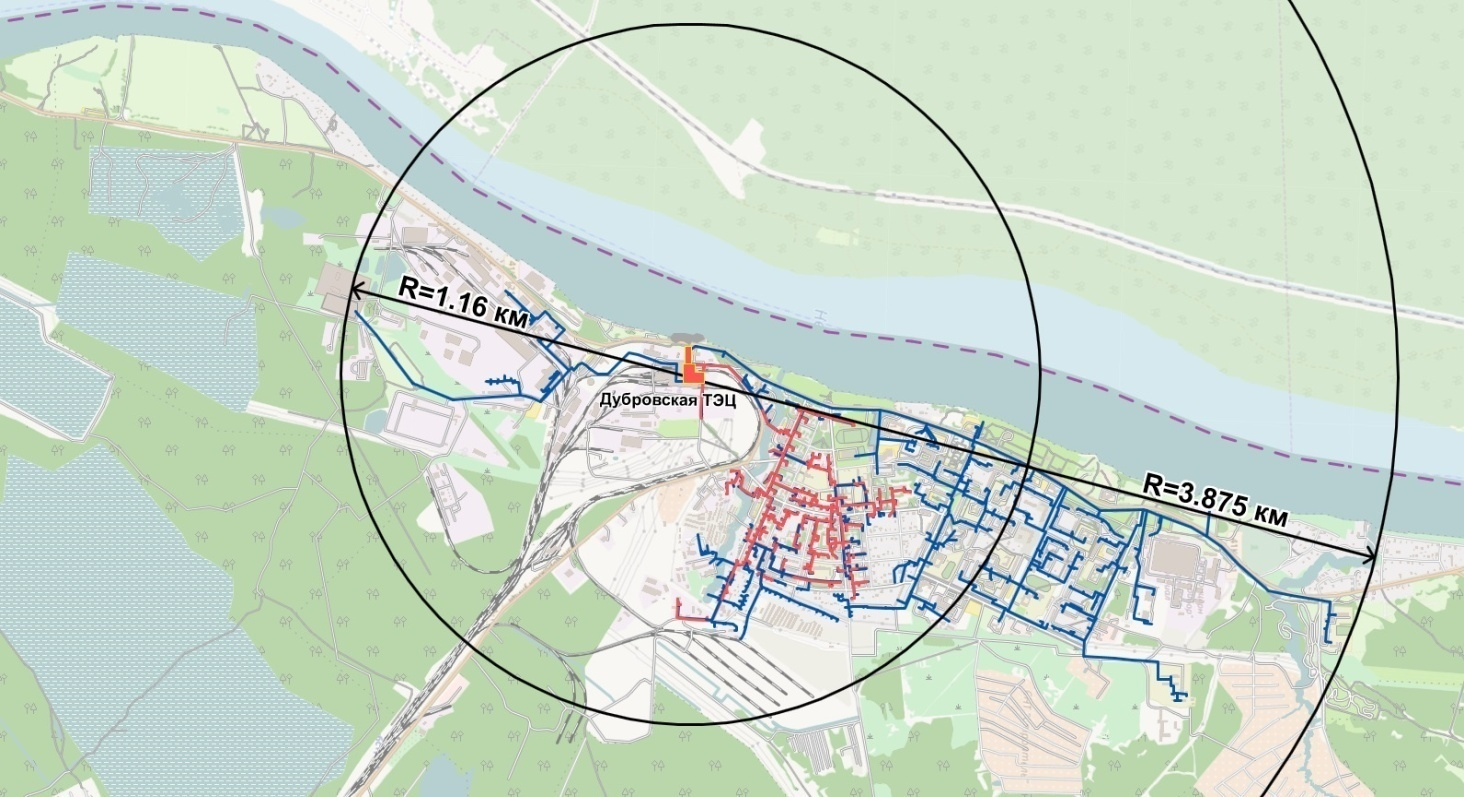 R=1.16 км
Дубровская ТЭЦ
R=3.875 км